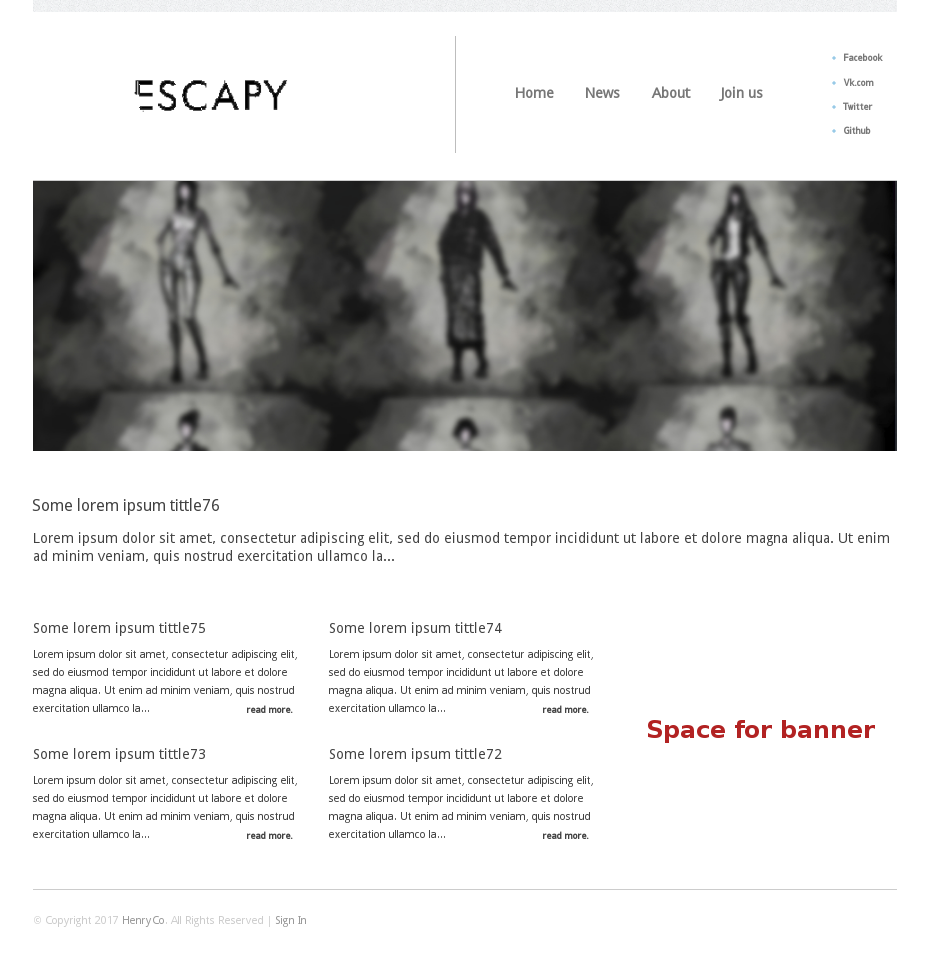 ESCAPY
Home News About Join us
Facebook
Vk.com
Twitter
Github
Some lorem ipsum tittle76
Lorem ipsum dolor sit amet, consectetur adipiscing elit, sed do eiusmod tempor incididunt ut labore et dolore magna aliqua. Ut enim
ad minim veniam, quis nostrud exercitation ullamco la...
Some lorem ipsum tittle75
Lorem ipsum dolor sit amet, consectetur adipiscing elit,
sed do eiusmod tempor incididunt ut labore et dolore
magna aliqua. Ut enim ad minim veniam, quis nostrud
exercitation ullamco la...
read more.
Some lorem ipsum tittle74
Lorem ipsum dolor sit amet, consectetur adipiscing elit,
sed do eiusmod tempor incididunt ut labore et dolore
magna aliqua. Ut enim ad minim veniam, quis nostrud
exercitation ullamco la...
read more.
Some lorem ipsum tittle73
Lorem ipsum dolor sit amet, consectetur adipiscing elit,
sed do eiusmod tempor incididunt ut labore et dolore
magna aliqua. Ut enim ad minim veniam, quis nostrud
exercitation ullamco la...
read more.
Some lorem ipsum tittle72
Lorem ipsum dolor sit amet, consectetur adipiscing elit,
sed do eiusmod tempor incididunt ut labore et dolore
magna aliqua. Ut enim ad minim veniam, quis nostrud
exercitation ullamco la...
read more.
Space for banner
© Copyright 2017 HenryCo. All Rights Reserved | Sign In